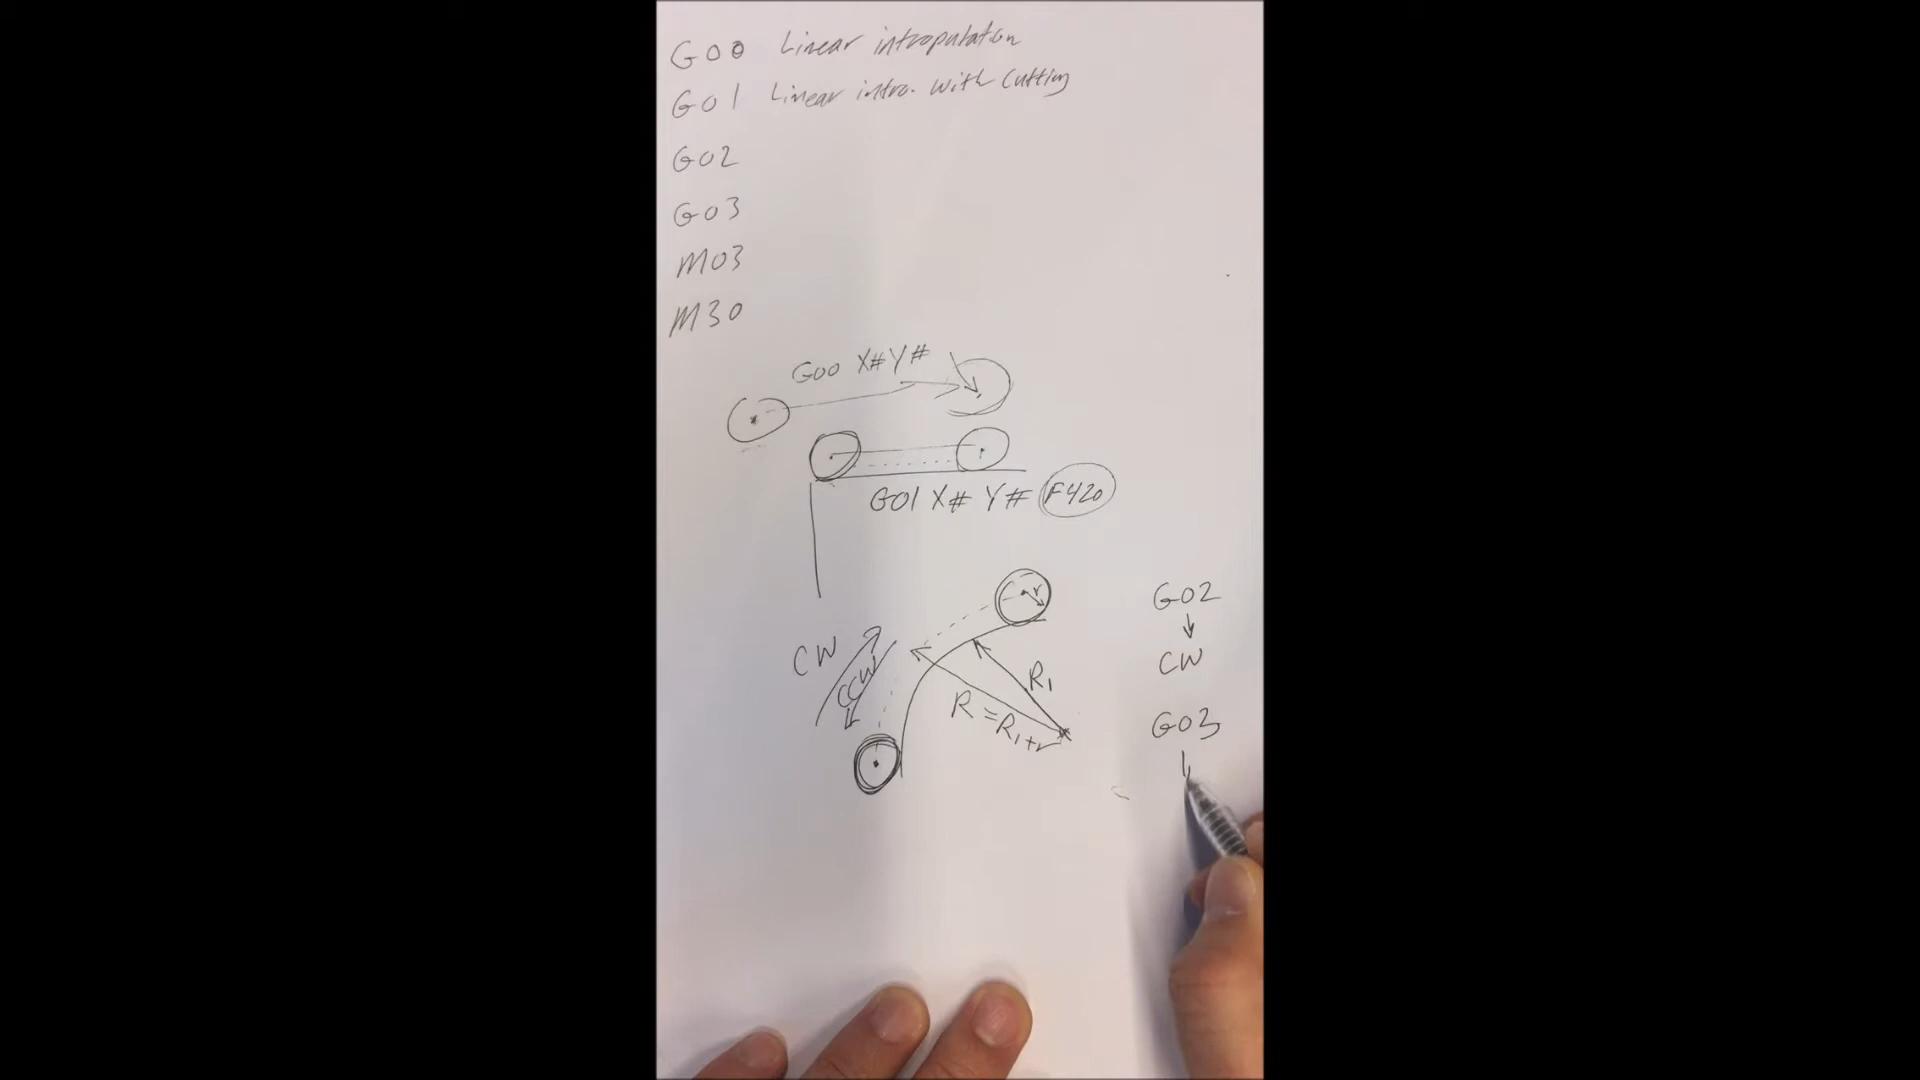 G00 Linear intropulation
G01 Linear intro. with Cutting
G02
G03
M03
M30
G00 X# Y#
G01 X# Y# F420
r
CW
CCW
R1
R = R1+r
G02
CW
G03